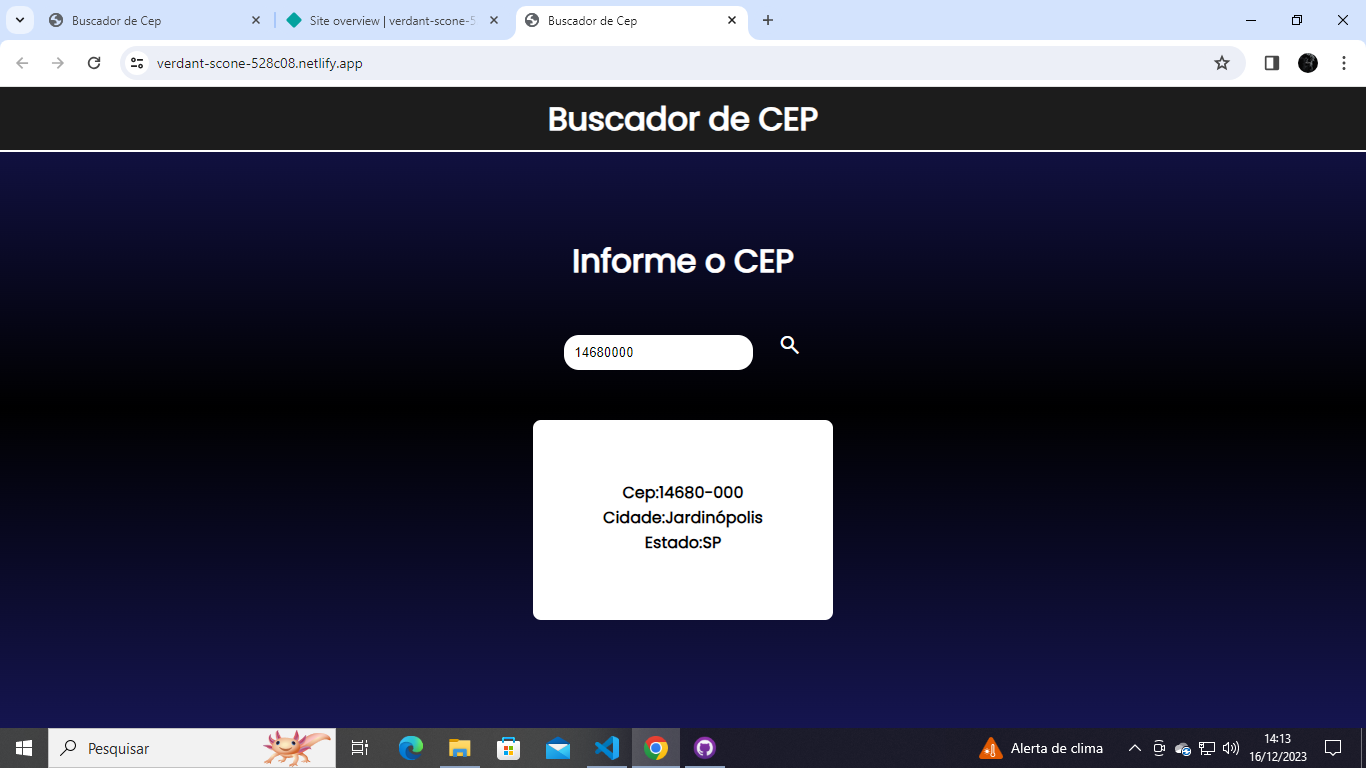 Buscador de Cep
Site overview | verdant-scone-5
Buscador de Cep
verdant-scone-528c08.netlify.app
Buscador de CEP
Informe o CEP
14680000
Cep:14680-000
Cidade:Jardinópolis
Estado:SP
Pesquisar
Alerta de clima
14:13
16/12/2023